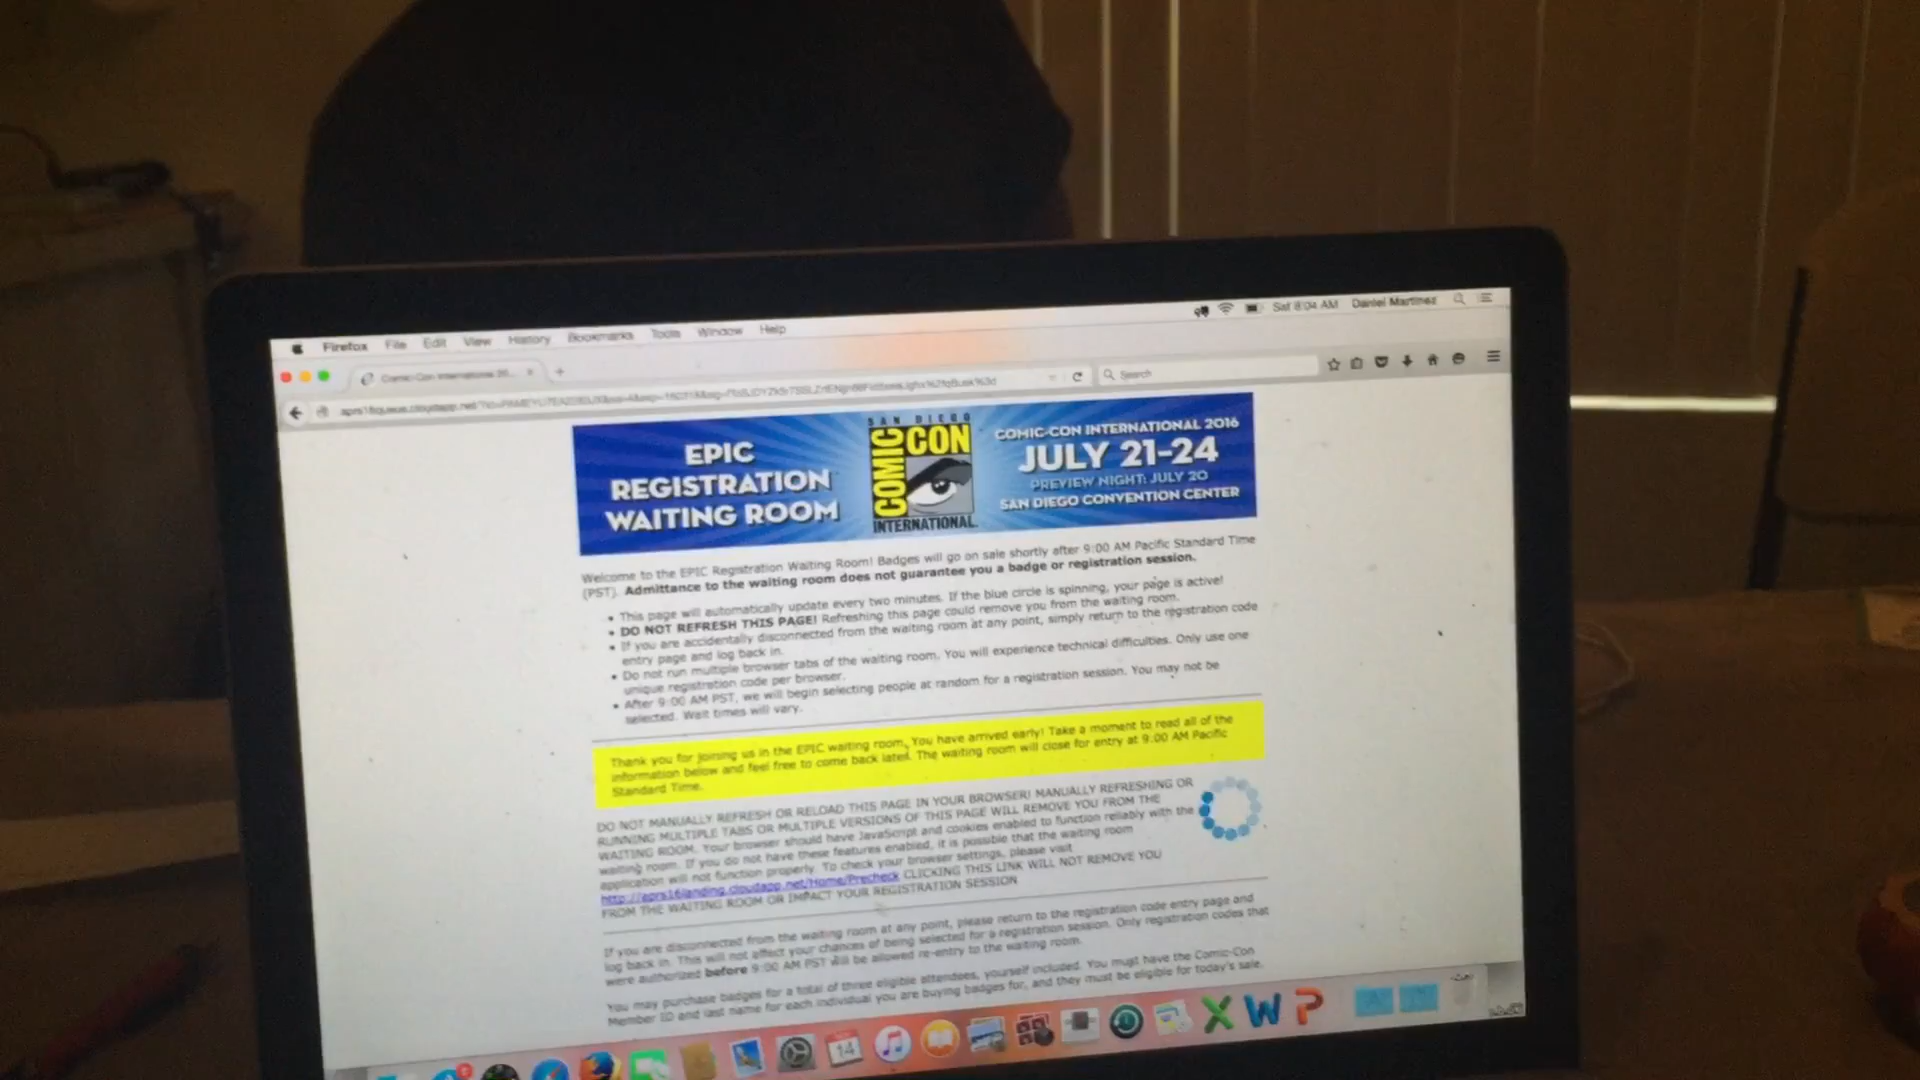 Firefox File Edit View History Bookmarks Tools Window Help Sat 8:04 AM Daniel Martinez
Comic-Con International 20...
Search
EPIC
REGISTRATION
WAITING ROOM
SAN DIEGO
COMIC CON
INTERNATIONAL
COMIC-CON INTERNATIONAL 2016
JULY 21-24
PREVIEW NIGHT: JULY 20
SAN DIEGO CONVENTION CENTER
Welcome to the EPIC Registration Waiting Room! Badges will go on sale shortly after 9:00 AM Pacific Standard Time
(PST). Admittance to the waiting room does not guarantee you a badge or registration session.
• This page will automatically update every two minutes. If the blue circle is spinning, your page is active!
• DO NOT REFRESH THIS PAGE! Refreshing this page could remove you from the waiting room.
• If you are accidentally disconnected from the waiting room at any point, simply return to the registration code
entry page and log back in.
• Do not run multiple browser tabs of the waiting room. You will experience technical difficulties. Only use one
unique registration code per browser.
• After 9:00 AM PST, we will begin selecting people at random for a registration session. You may not be
selected. Wait times will vary.
Thank you for joining us in the EPIC waiting room. You have arrived early! Take a moment to read all of the
information below and feel free to come back later. The waiting room will close for entry at 9:00 AM Pacific
Standard Time.
DO NOT MANUALLY REFRESH OR RELOAD THIS PAGE IN YOUR BROWSER! MANUALLY REFRESHING OR
RUNNING MULTIPLE TABS OR MULTIPLE VERSIONS OF THIS PAGE WILL REMOVE YOU FROM THE
WAITING ROOM. Your browser should have JavaScript and cookies enabled to function reliably with the
waiting room. If you do not have these features enabled, it is possible that the waiting room
application will not function properly. To check your browser settings, please visit
http://aprs16landing.cloudapp.net/Home/Precheck CLICKING THIS LINK WILL NOT REMOVE YOU
FROM THE WAITING ROOM OR IMPACT YOUR REGISTRATION SESSION
If you are disconnected from the waiting room at any point, please return to the registration code entry page and
log back in. This will not affect your chances of being selected for a registration session. Only registration codes that
were authorized before 9:00 AM PST will be allowed re-entry to the waiting room.
You may purchase badges for a total of three eligible attendees, yourself included. You must have the Comic-Con
Member ID and last name for each individual you are buying badges for, and they must be eligible for today's sale.
14
X W P